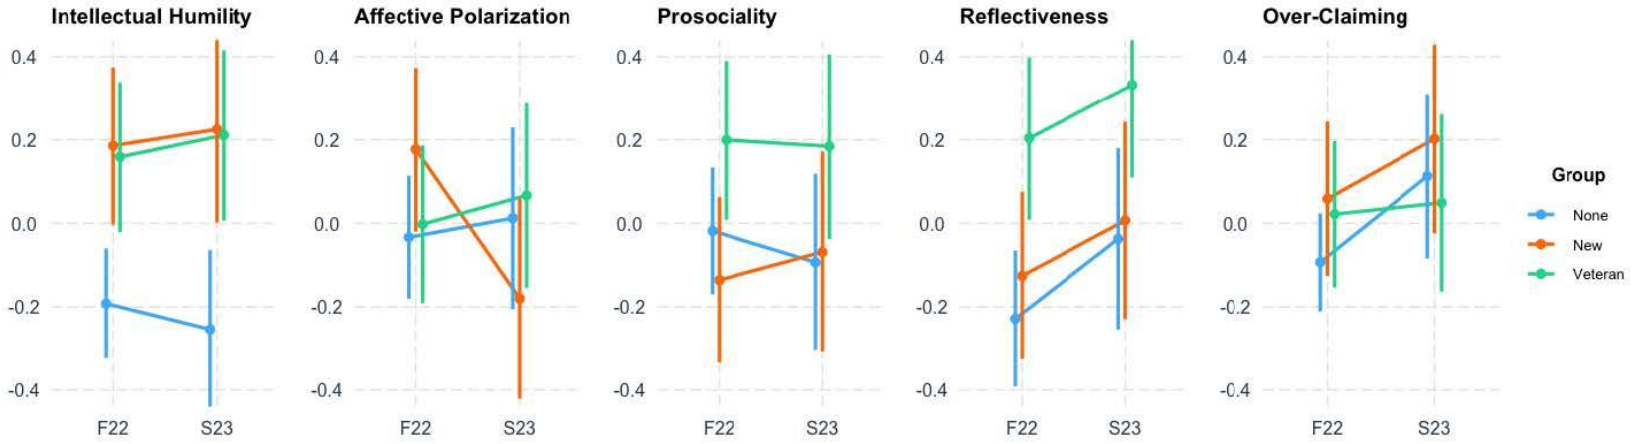 Intellectual Humility
0.4
0.2
0.0
-0.2
-0.4
F22 S23
Affective Polarization
0.4
0.2
0.0
-0.2
-0.4
F22 S23
Prosociality
0.4
0.2
0.0
-0.2
-0.4
F22 S23
Reflectiveness
0.4
0.2
0.0
-0.2
-0.4
F22 S23
Over-Claiming
0.4
0.2
0.0
-0.2
-0.4
F22 S23
Group
None
New
Veteran